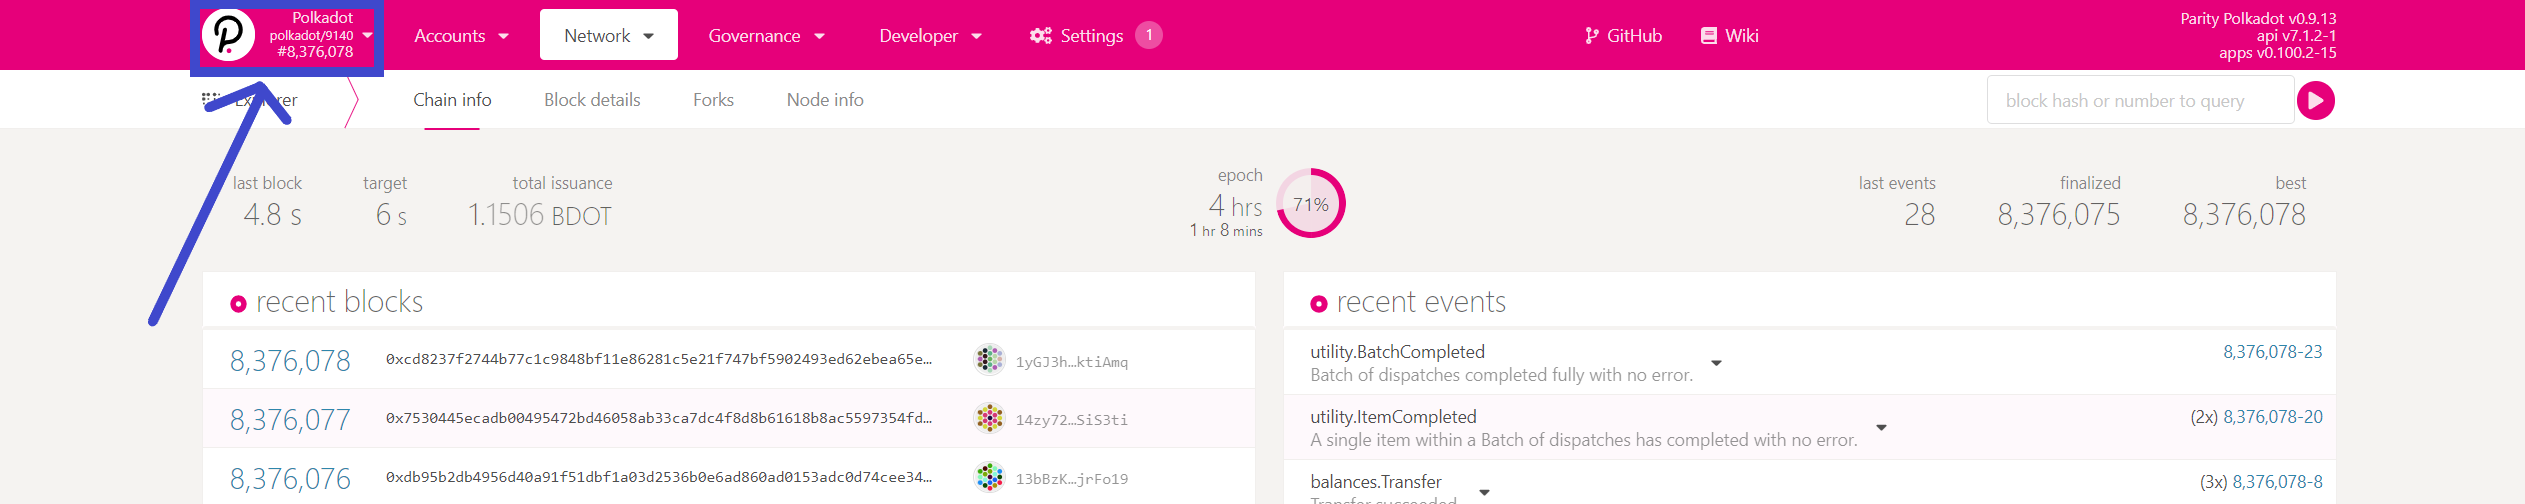 Polkadot
polkadot/9140
#8,376,078
Accounts
Network
Governance
Developer
Settings 1
GitHub
Wiki
Parity Polkadot v0.9.13
api v7.1.2-1
apps v0.100.2-15
Explorer
Chain info
Block details
Forks
Node info
block hash or number to query
last block
4.8 s
target
6 s
total issuance
1.1506 BDOT
epoch
4 hrs
1 hr 8 mins
71%
last events
28
finalized
8,376,075
best
8,376,078
recent blocks
8,376,078 0xcd8237f2744b77c1c9848bf11e86281c5e21f747bf5902493ed62ebea65e… 1yGJ3h…ktiAmq
8,376,077 0x7530445ecadb00495472bd46058ab33ca7dc4f8d8b61618b8ac5597354fd… 14zy72…SiS3ti
8,376,076 0xdb95b2db4956d40a91f51dbf1a03d2536b0e6ad860ad0153adc0d74cee34… 13bBzK…jrFo19
recent events
utility.BatchCompleted 8,376,078-23
Batch of dispatches completed fully with no error.
utility.ItemCompleted (2x) 8,376,078-20
A single item within a Batch of dispatches has completed with no error.
balances.Transfer (3x) 8,376,078-8
Transfer succeeded.